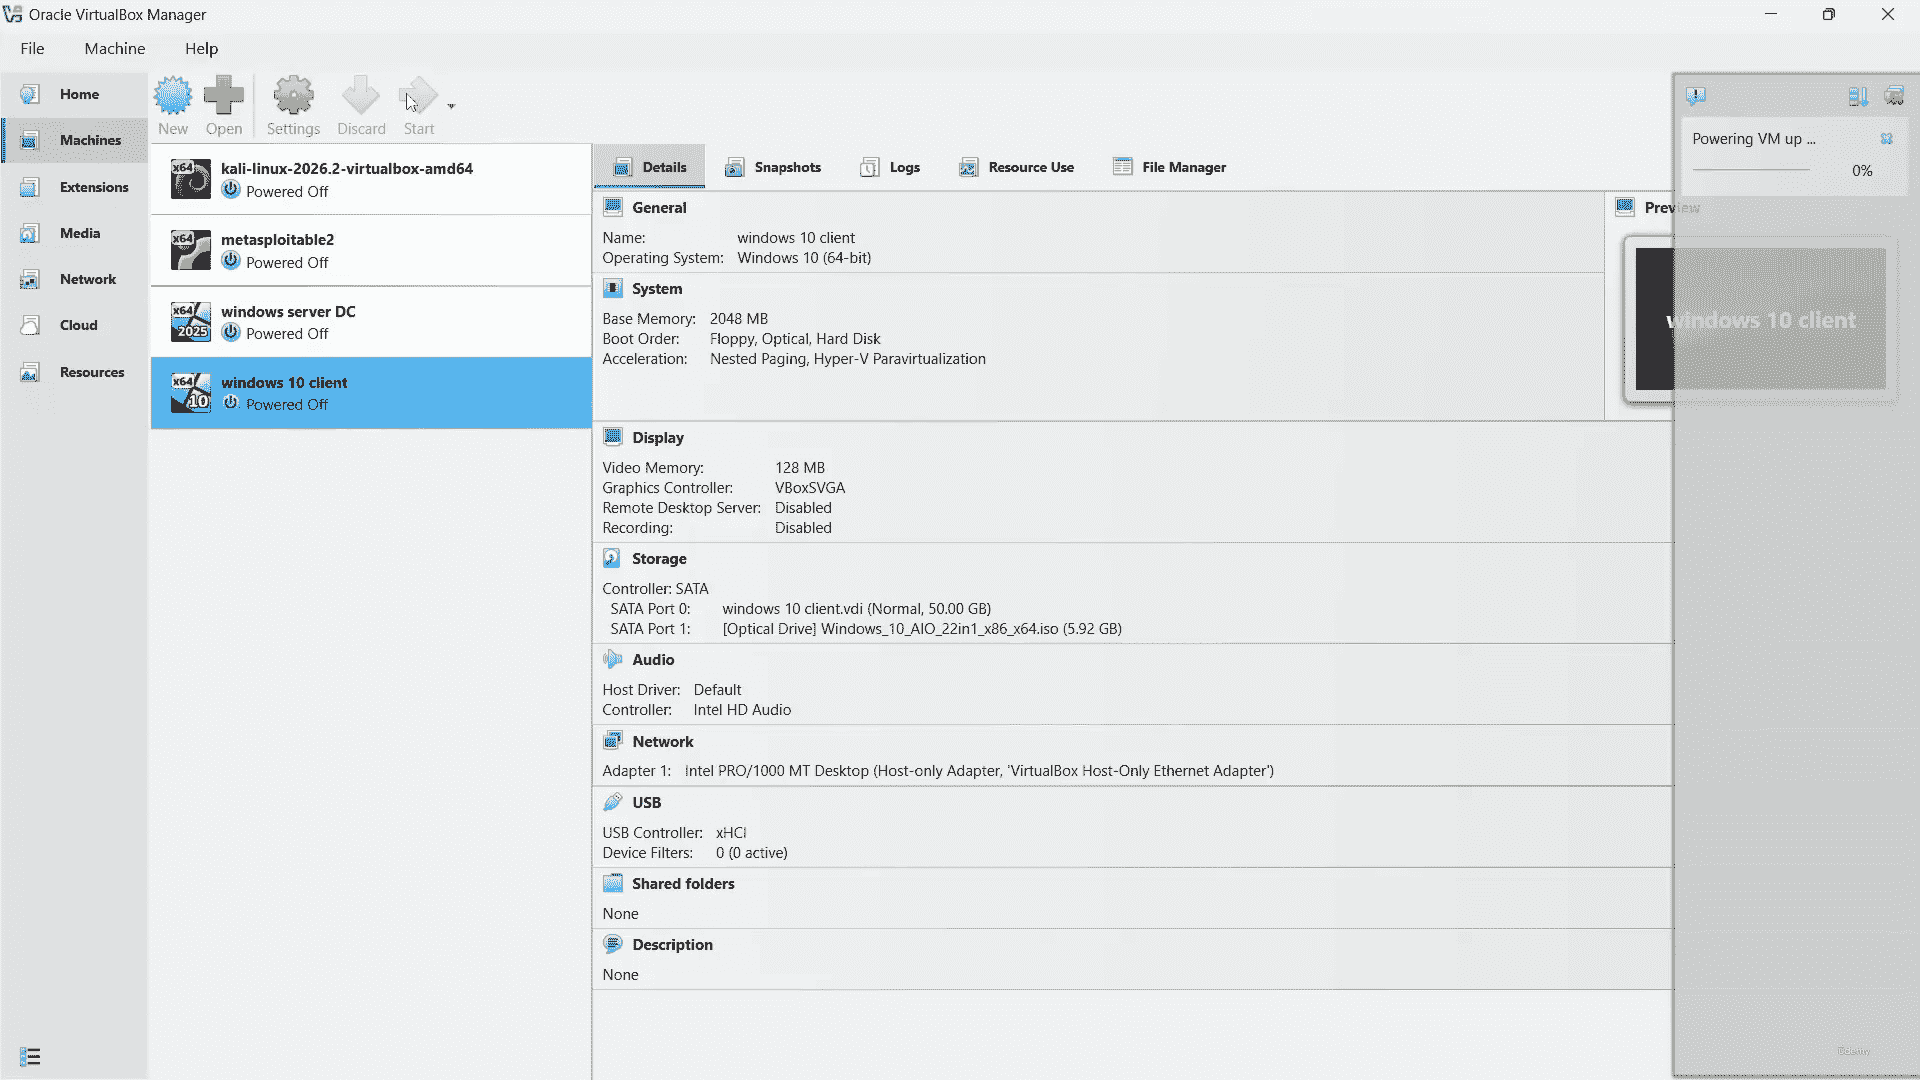 Oracle VirtualBox Manager
File Machine Help
Home
Machines
Extensions
Media
Network
Cloud
Resources
New Open Settings Discard Start
x64 kali-linux-2026.2-virtualbox-amd64
Powered Off
x64 metasploitable2
Powered Off
x64 2025 windows server DC
Powered Off
x64 10 windows 10 client
Powered Off
Details Snapshots Logs Resource Use File Manager
General
Name: windows 10 client
Operating System: Windows 10 (64-bit)
System
Base Memory: 2048 MB
Boot Order: Floppy, Optical, Hard Disk
Acceleration: Nested Paging, Hyper-V Paravirtualization
Preview
windows 10 client
Display
Video Memory: 128 MB
Graphics Controller: VBoxSVGA
Remote Desktop Server: Disabled
Recording: Disabled
Storage
Controller: SATA
SATA Port 0: windows 10 client.vdi (Normal, 50.00 GB)
SATA Port 1: [Optical Drive] Windows_10_AIO_22in1_x86_x64.iso (5.92 GB)
Audio
Host Driver: Default
Controller: Intel HD Audio
Network
Adapter 1: Intel PRO/1000 MT Desktop (Host-only Adapter, 'VirtualBox Host-Only Ethernet Adapter')
USB
USB Controller: xHCI
Device Filters: 0 (0 active)
Shared folders
None
Description
None
Powering VM up ...
0%
Udemy